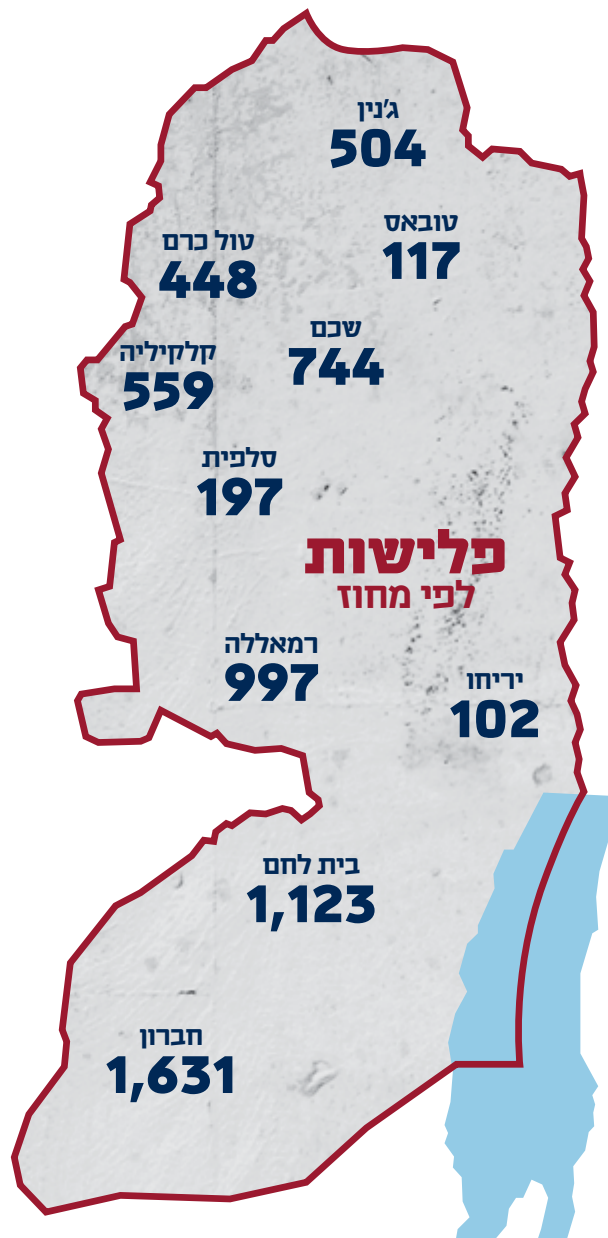 ג'נין
504
טובאס
117
טול כרם
448
שכם
744
קלקיליה
559
סלפית
197
פלישות
לפי מחוז
רמאללה
997
יריחו
102
בית לחם
1,123
חברון
1,631